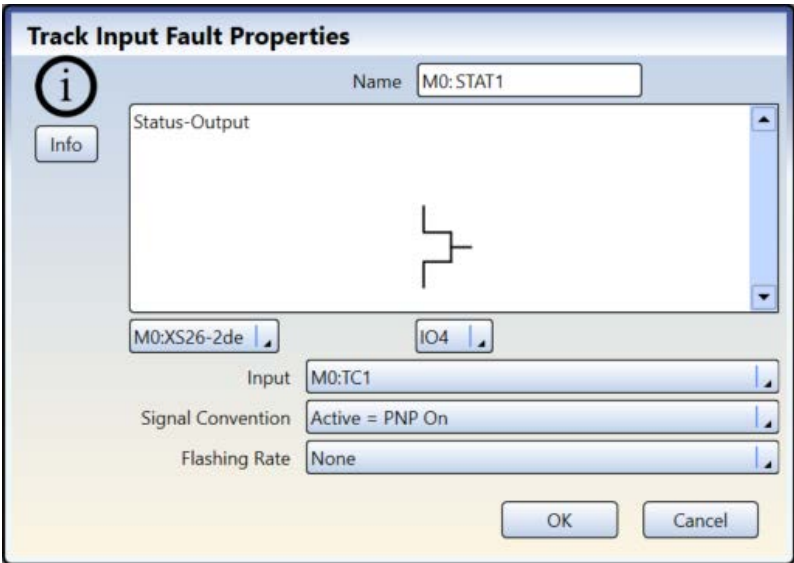 Track Input Fault Properties
i
Name M0:STAT1
Info
Status-Output
M0:XS26-2de IO4
Input M0:TC1
Signal Convention Active = PNP On
Flashing Rate None
OK Cancel